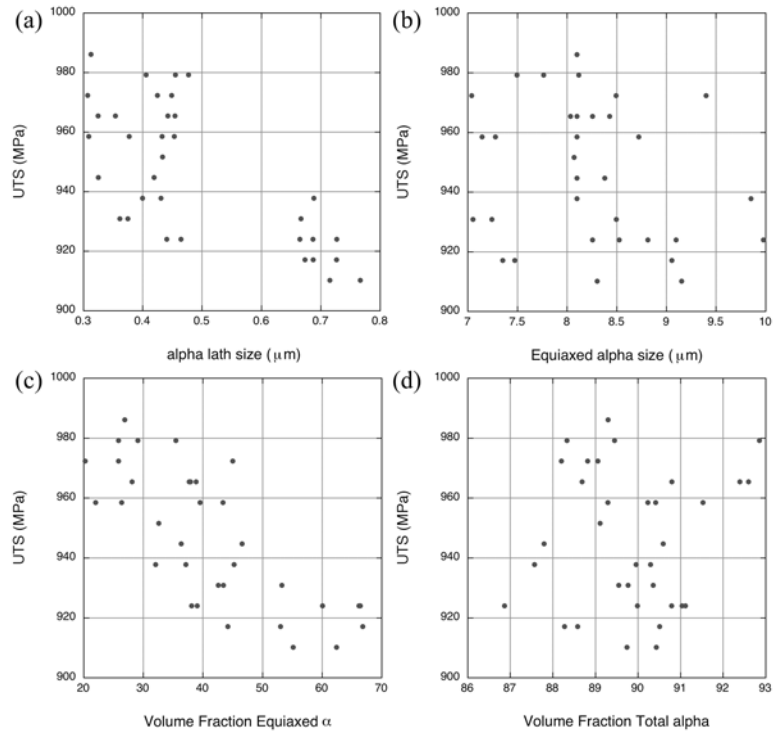 (a)
1000
980
960
940
920
900
UTS (MPa)
0.3 0.4 0.5 0.6 0.7 0.8
alpha lath size ( μm)
(b)
1000
980
960
940
920
900
UTS (MPa)
7 7.5 8 8.5 9 9.5 10
Equiaxed alpha size ( μm)
(c)
1000
980
960
940
920
900
UTS (MPa)
20 30 40 50 60 70
Volume Fraction Equiaxed α
(d)
1000
980
960
940
920
900
UTS (MPa)
86 87 88 89 90 91 92 93
Volume Fraction Total alpha